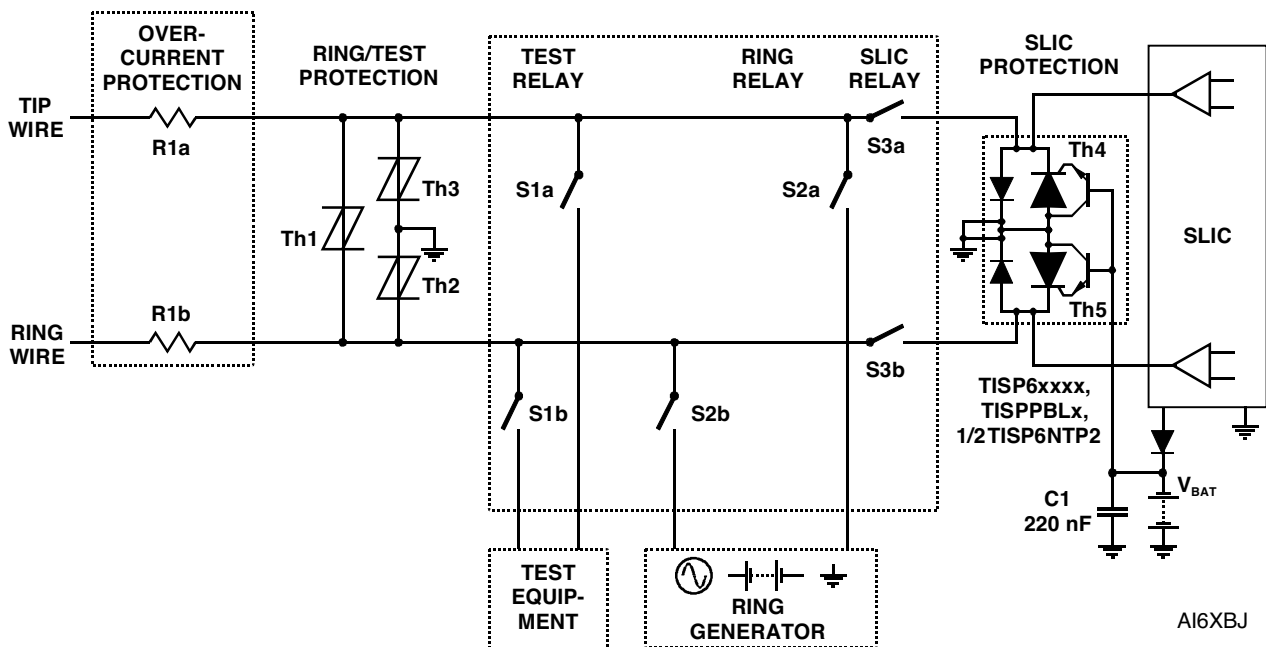 OVER-
CURRENT
PROTECTION
RING/TEST
PROTECTION
TEST
RELAY
RING
RELAY
SLIC
RELAY
SLIC
PROTECTION
TIP
WIRE
R1a
S3a
Th4
Th3
S1a
S2a
Th1
SLIC
Th2
R1b
Th5
RING
WIRE
S3b
S1b
S2b
TISP6xxxx,
TISPPBLx,
1/2 TISP6NTP2
C1
220 nF
VBAT
TEST
EQUIP-
MENT
RING
GENERATOR
AI6XBJ